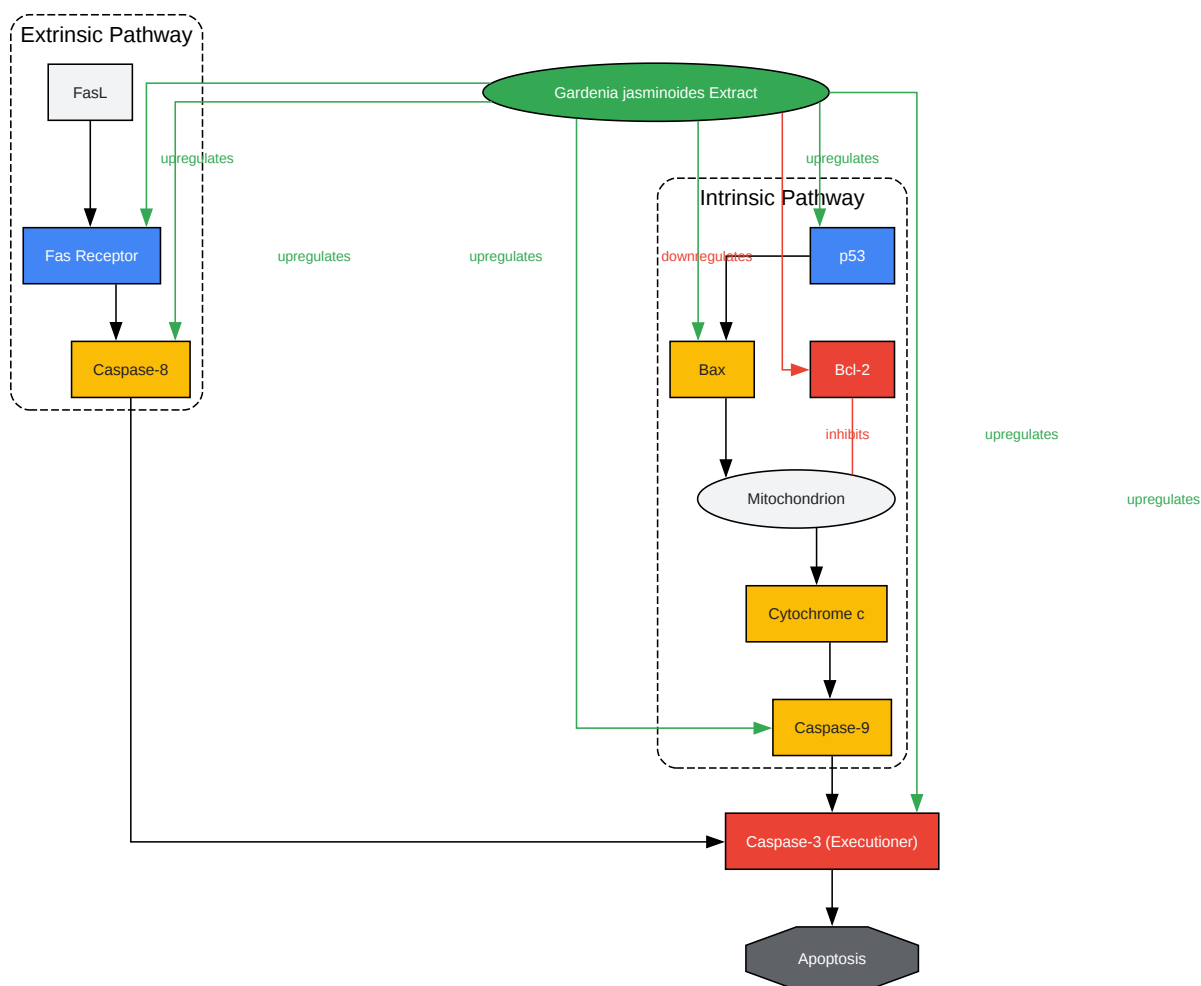 Extrinsic Pathway
FasL
Gardenia jasminoides Extract
upregulates
upregulates
Intrinsic Pathway
Fas Receptor
upregulates
upregulates
downregulates
p53
Caspase-8
Bax
Bcl-2
inhibits
upregulates
Mitochondrion
upregulates
Cytochrome c
Caspase-9
Caspase-3 (Executioner)
Apoptosis